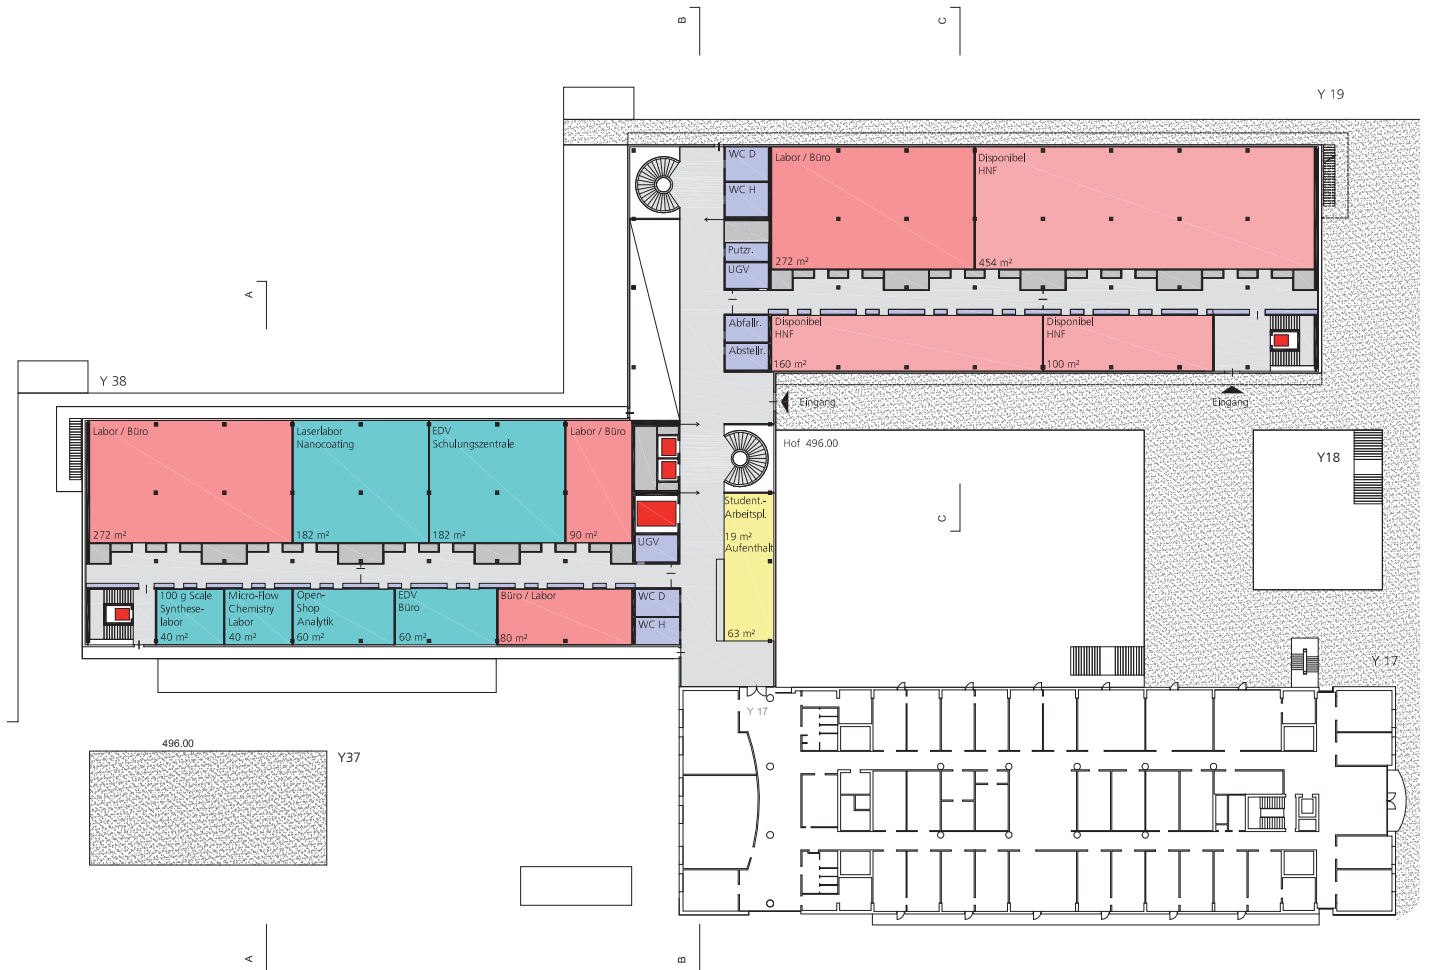 B
C
Y 19
WC D
WC H
Putzr.
UGV
Labor / Büro
272 m²
Disponibel
HNF
454 m²
Abfallr.
Abstellr.
Disponibel
HNF
160 m²
Disponibel
HNF
100 m²
Eingang
Eingang
A
Y 38
Labor / Büro
272 m²
Laserlabor
Nanocoating
182 m²
EDV
Schulungszentrale
182 m²
Labor / Büro
90 m²
UGV
Student.-
Arbeitspl.
19 m²
Aufenthalt
63 m²
Hof 496.00
C
Y18
100 g Scale
Synthese-
labor
40 m²
Micro-Flow
Chemistry
Labor
40 m²
Open-
Shop
Analytik
60 m²
EDV
Büro
60 m²
Büro / Labor
80 m²
WC D
WC H
Y 17
Y 17
496.00
Y37
A
B